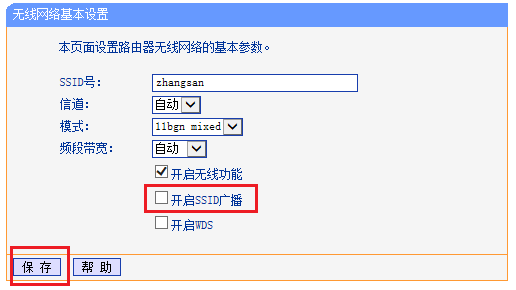 无线网络基本设置
本页面设置路由器无线网络的基本参数。
SSID号: zhangsan
信道: 自动
模式: 11bgn mixed
频段带宽: 自动
开启无线功能
开启SSID广播
开启WDS
保 存 帮 助